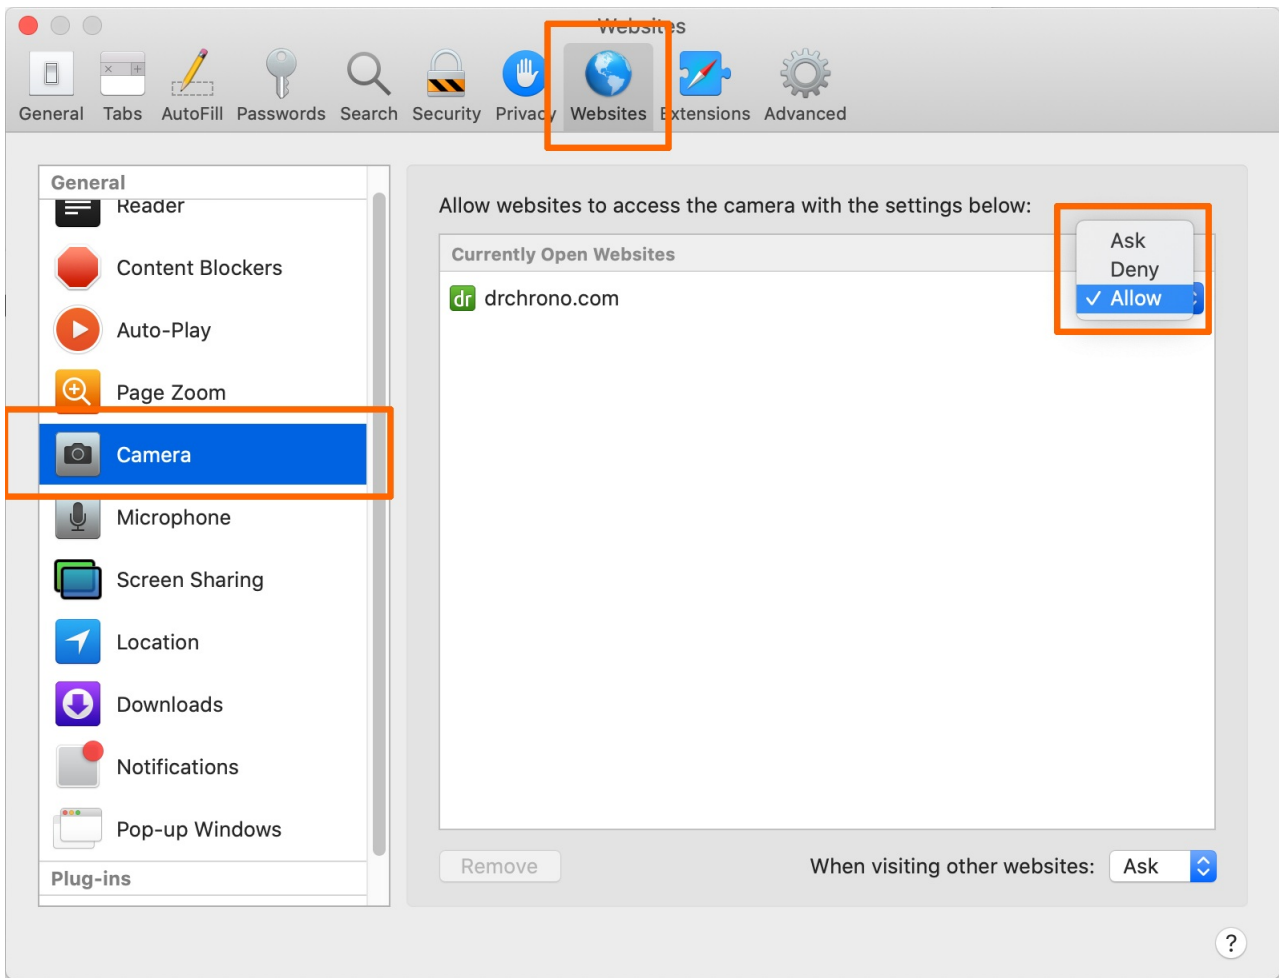 Websites
General Tabs AutoFill Passwords Search Security Privacy Websites Extensions Advanced
General
Reader
Content Blockers
Auto-Play
Page Zoom
Camera
Microphone
Screen Sharing
Location
Downloads
Notifications
Pop-up Windows
Plug-ins
Allow websites to access the camera with the settings below:
Currently Open Websites
dr drchrono.com
Ask
Deny
✓ Allow
Remove When visiting other websites: Ask
?